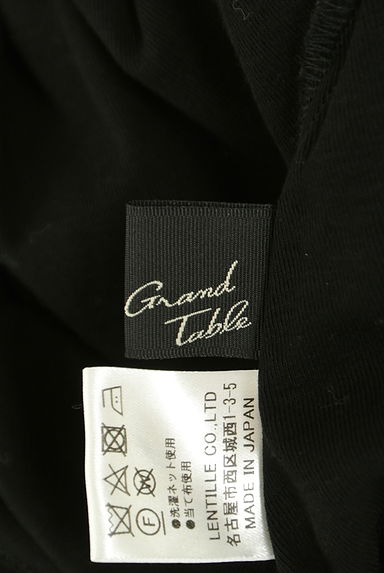 Grand
Table
F
●洗濯ネット使用
●当て布使用
LENTILLE CO.,LTD
名古屋市西区城西1-3-5
MADE IN JAPAN